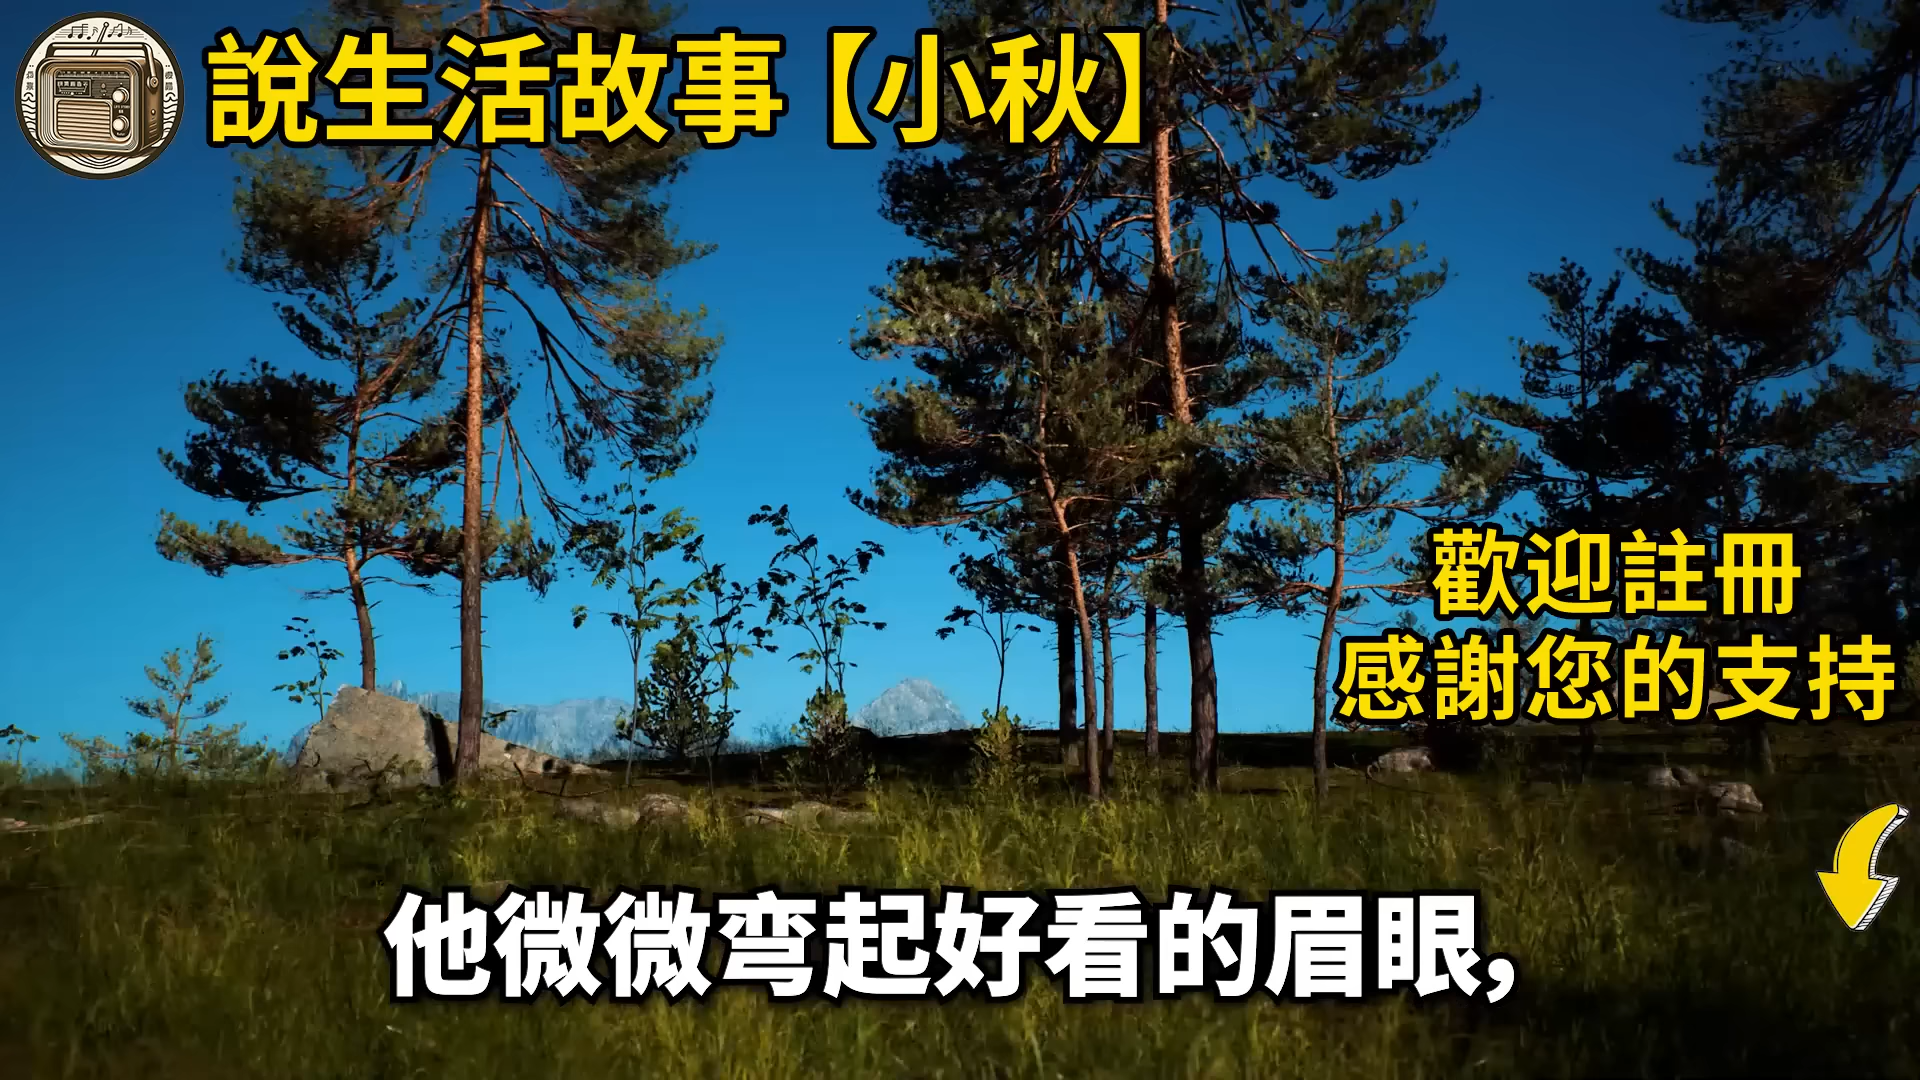 說生活故事【小秋】
歡迎註冊
感謝您的支持
他微微弯起好看的眉眼,